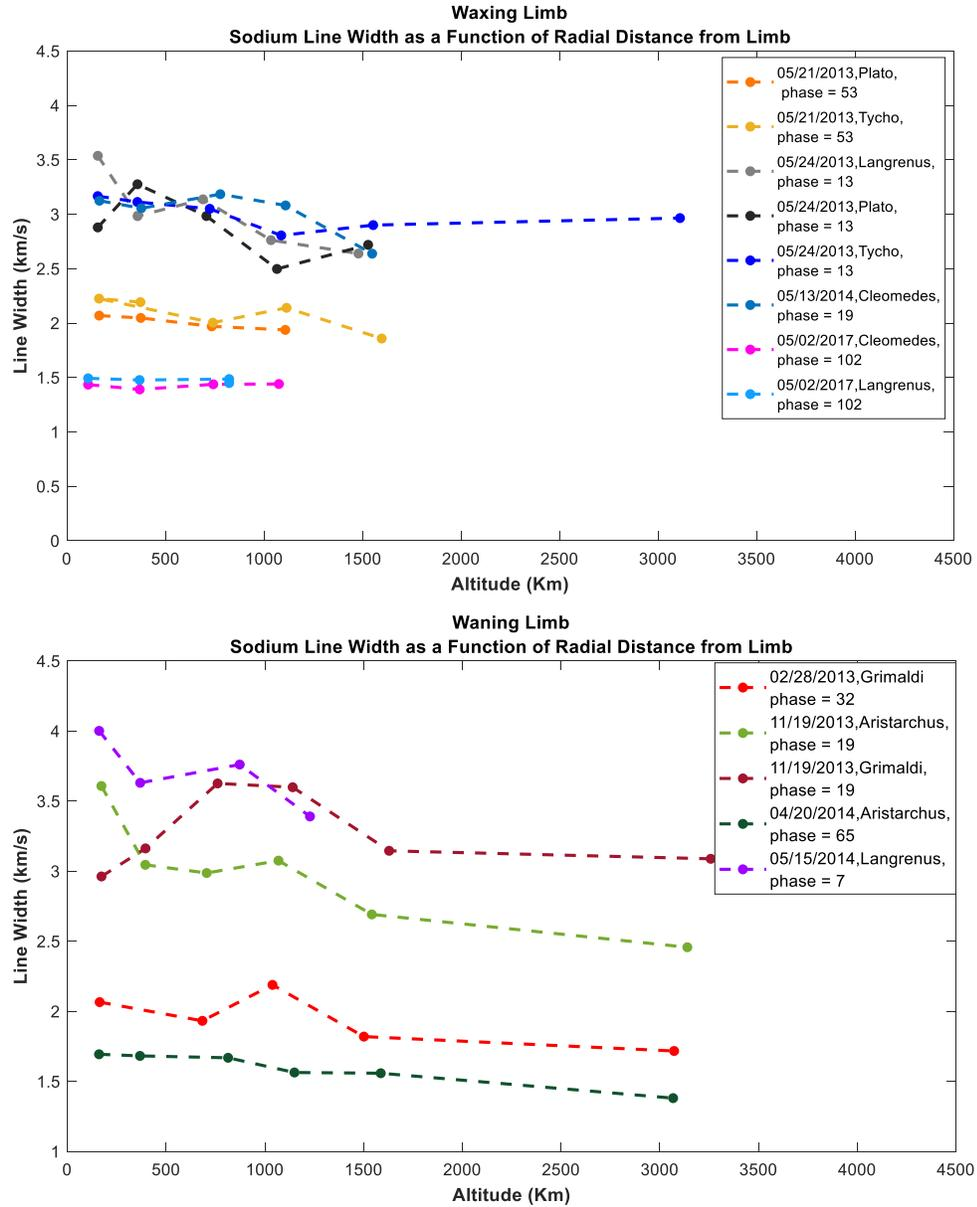 Waxing Limb
Sodium Line Width as a Function of Radial Distance from Limb
4.5
4
3.5
3
2.5
2
1.5
1
0.5
0
Line Width (km/s)
05/21/2013,Plato,
phase = 53
05/21/2013,Tycho,
phase = 53
05/24/2013,Langrenus,
phase = 13
05/24/2013,Plato,
phase = 13
05/24/2013,Tycho,
phase = 13
05/13/2014,Cleomedes,
phase = 19
05/02/2017,Cleomedes,
phase = 102
05/02/2017,Langrenus,
phase = 102
0 500 1000 1500 2000 2500 3000 3500 4000 4500
Altitude (Km)
Waning Limb
Sodium Line Width as a Function of Radial Distance from Limb
4.5
4
3.5
3
2.5
2
1.5
1
Line Width (km/s)
02/28/2013,Grimaldi
phase = 32
11/19/2013,Aristarchus,
phase = 19
11/19/2013,Grimaldi,
phase = 19
04/20/2014,Aristarchus,
phase = 65
05/15/2014,Langrenus,
phase = 7
0 500 1000 1500 2000 2500 3000 3500 4000 4500
Altitude (Km)